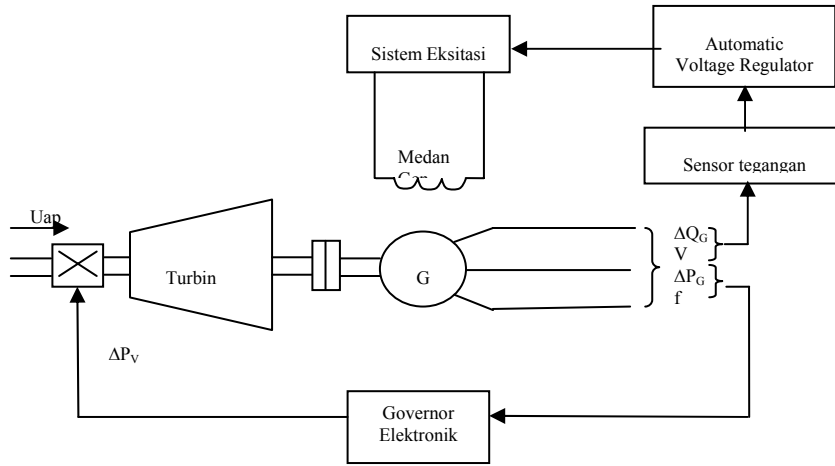 Sistem Eksitasi
Automatic
Voltage Regulator
Medan
Sensor tegangan
Uap
Turbin
G
ΔQG
V
ΔPG
f
ΔPV
Governor
Elektronik